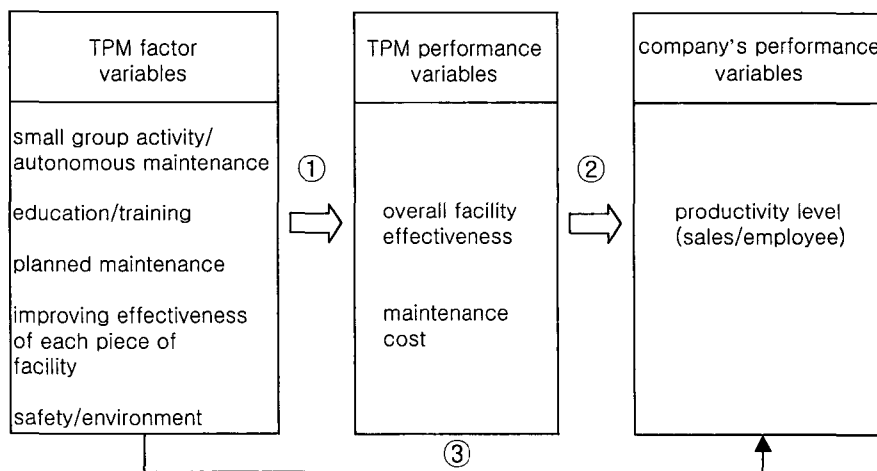 TPM factor
variables
small group activity/
autonomous maintenance
education/training
planned maintenance
improving effectiveness
of each piece of
facility
safety/environment
①
TPM performance
variables
overall facility
effectiveness
maintenance
cost
②
company's performance
variables
productivity level
(sales/employee)
③